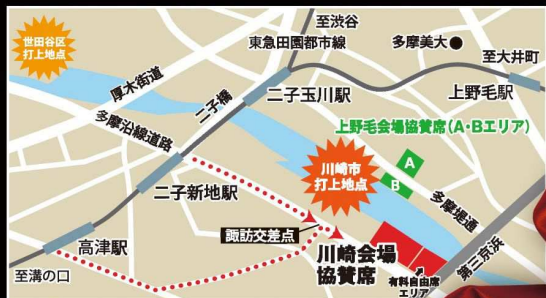 世田谷区
打上地点
至渋谷
東急田園都市線
多摩美大
至大井町
厚木街道
二子橋
二子玉川駅
上野毛駅
多摩沿線道路
上野毛会場協賛席(A・Bエリア)
川崎市
打上地点
A
B
二子新地駅
多摩堤通
諏訪交差点
高津駅
川崎会場
協賛席
第三京浜
有料自由席
エリア
至溝の口